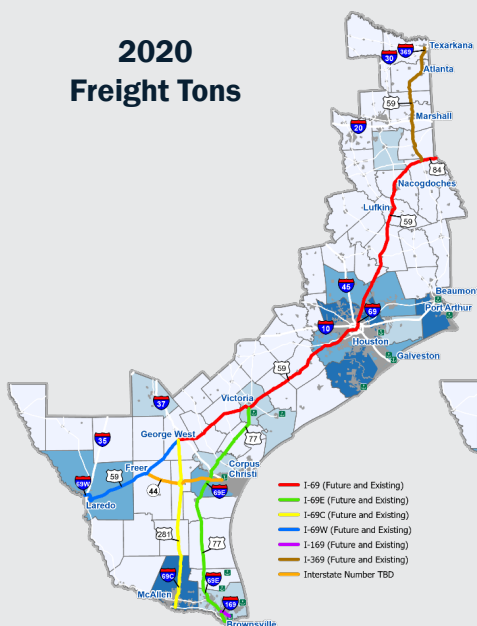 2020
Freight Tons
30
369
Texarkana
Atlanta
59
Marshall
20
84
Nacogdoches
Lufkin
59
45
Beaumont
69
Port Arthur
10
Houston
Galveston
59
37
Victoria
35
George West
77
Freer
Corpus
Christi
59
69W
44
69E
Laredo
I-69 (Future and Existing)
I-69E (Future and Existing)
I-69C (Future and Existing)
I-69W (Future and Existing)
I-169 (Future and Existing)
I-369 (Future and Existing)
Interstate Number TBD
281
77
69C
69E
McAllen
169
Brownsville